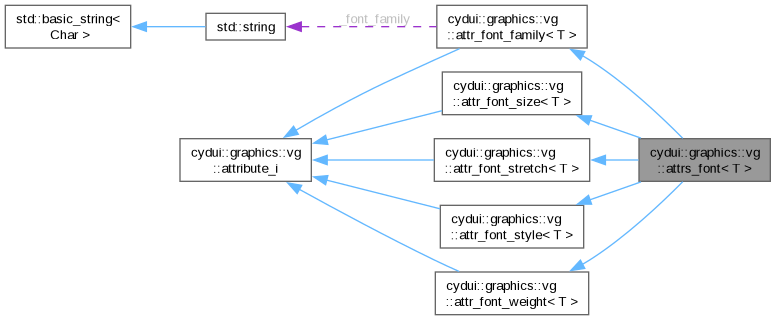 std::basic_string<
Char >
std::string
_font_family
cydui::graphics::vg
::attr_font_family< T >
cydui::graphics::vg
::attr_font_size< T >
cydui::graphics::vg
::attribute_i
cydui::graphics::vg
::attr_font_stretch< T >
cydui::graphics::vg
::attrs_font< T >
cydui::graphics::vg
::attr_font_style< T >
cydui::graphics::vg
::attr_font_weight< T >